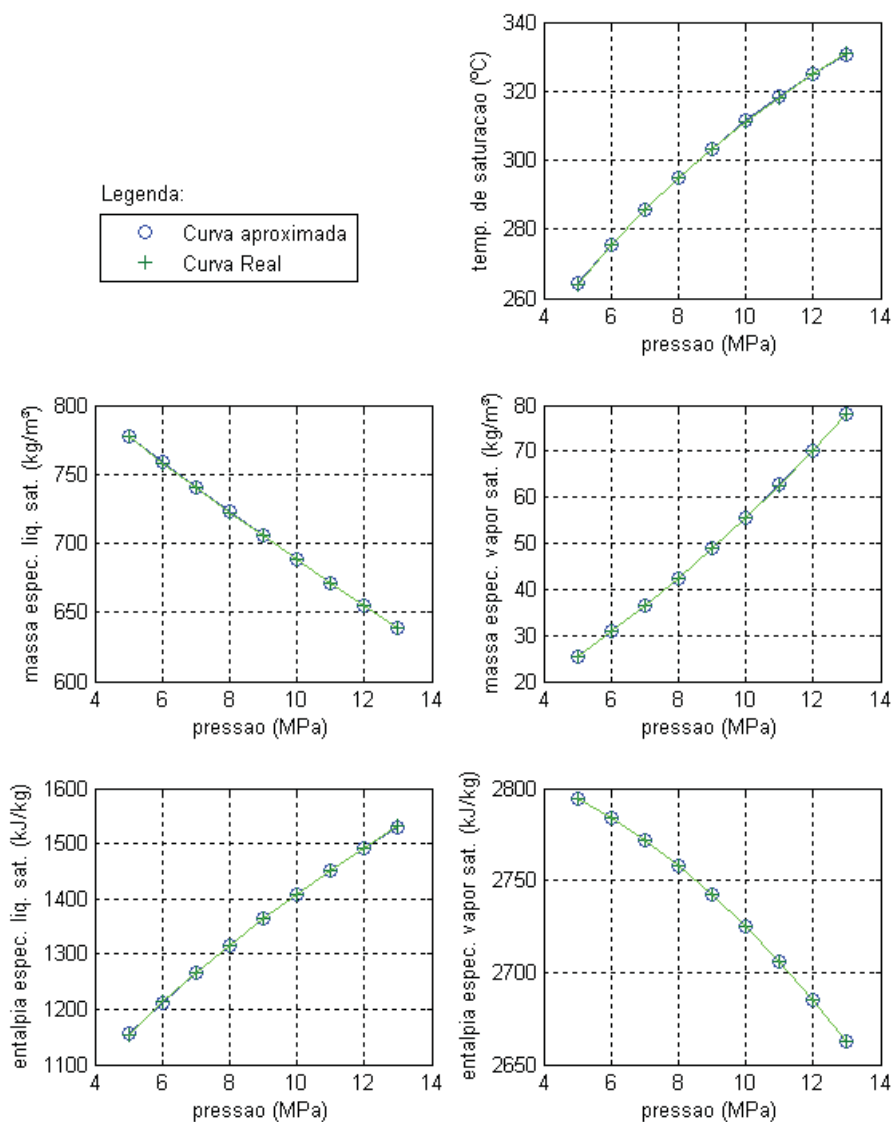 340
320
300
280
260
temp. de saturacao (ºC)
4 6 8 10 12 14
pressao (MPa)
Legenda:
Curva aproximada
Curva Real
800
750
700
650
600
massa espec. liq. sat. (kg/m³)
4 6 8 10 12 14
pressao (MPa)
80
70
60
50
40
30
20
massa espec. vapor sat. (kg/m³)
4 6 8 10 12 14
pressao (MPa)
1600
1500
1400
1300
1200
1100
entalpia espec. liq. sat. (kJ/kg)
4 6 8 10 12 14
pressao (MPa)
2800
2750
2700
2650
entalpia espec. vapor sat. (kJ/kg)
4 6 8 10 12 14
pressao (MPa)